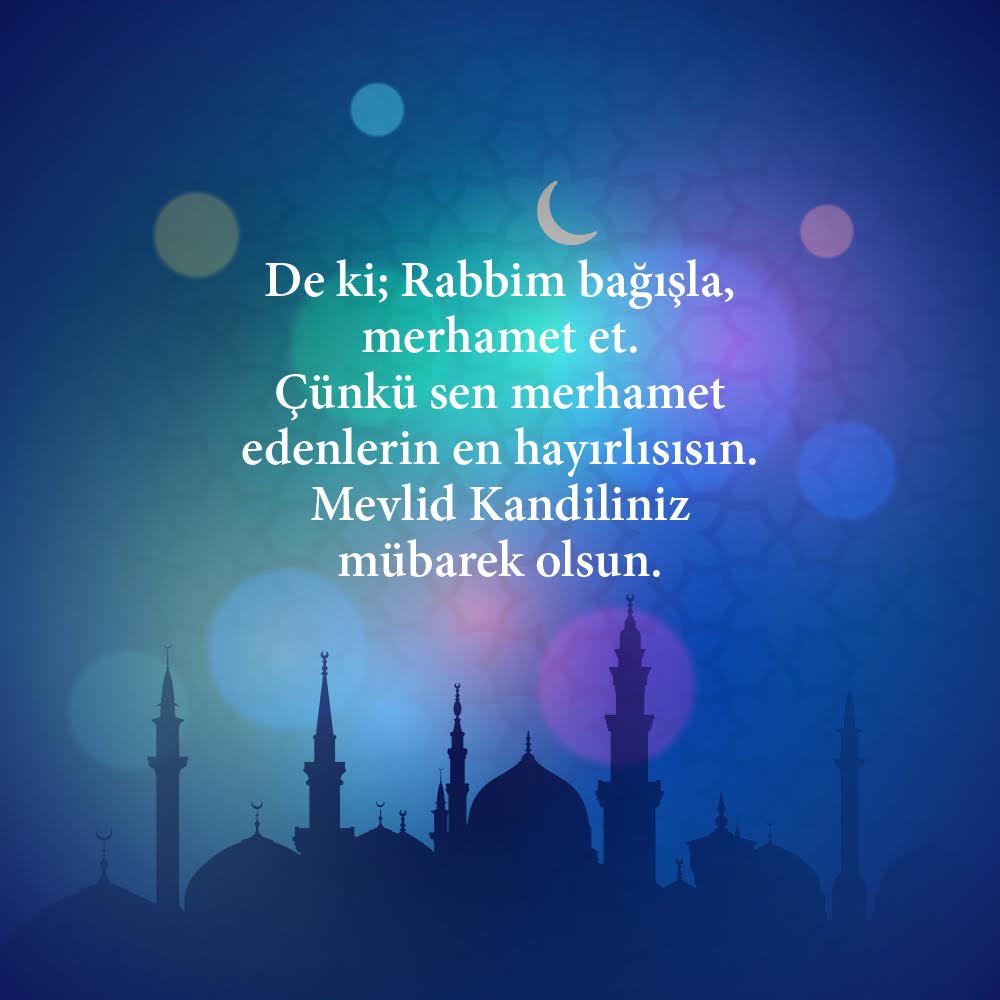 De ki; Rabbim bağışla,
merhamet et.
Çünkü sen merhamet
edenlerin en hayırlısısın.
Mevlid Kandiliniz
mübarek olsun.